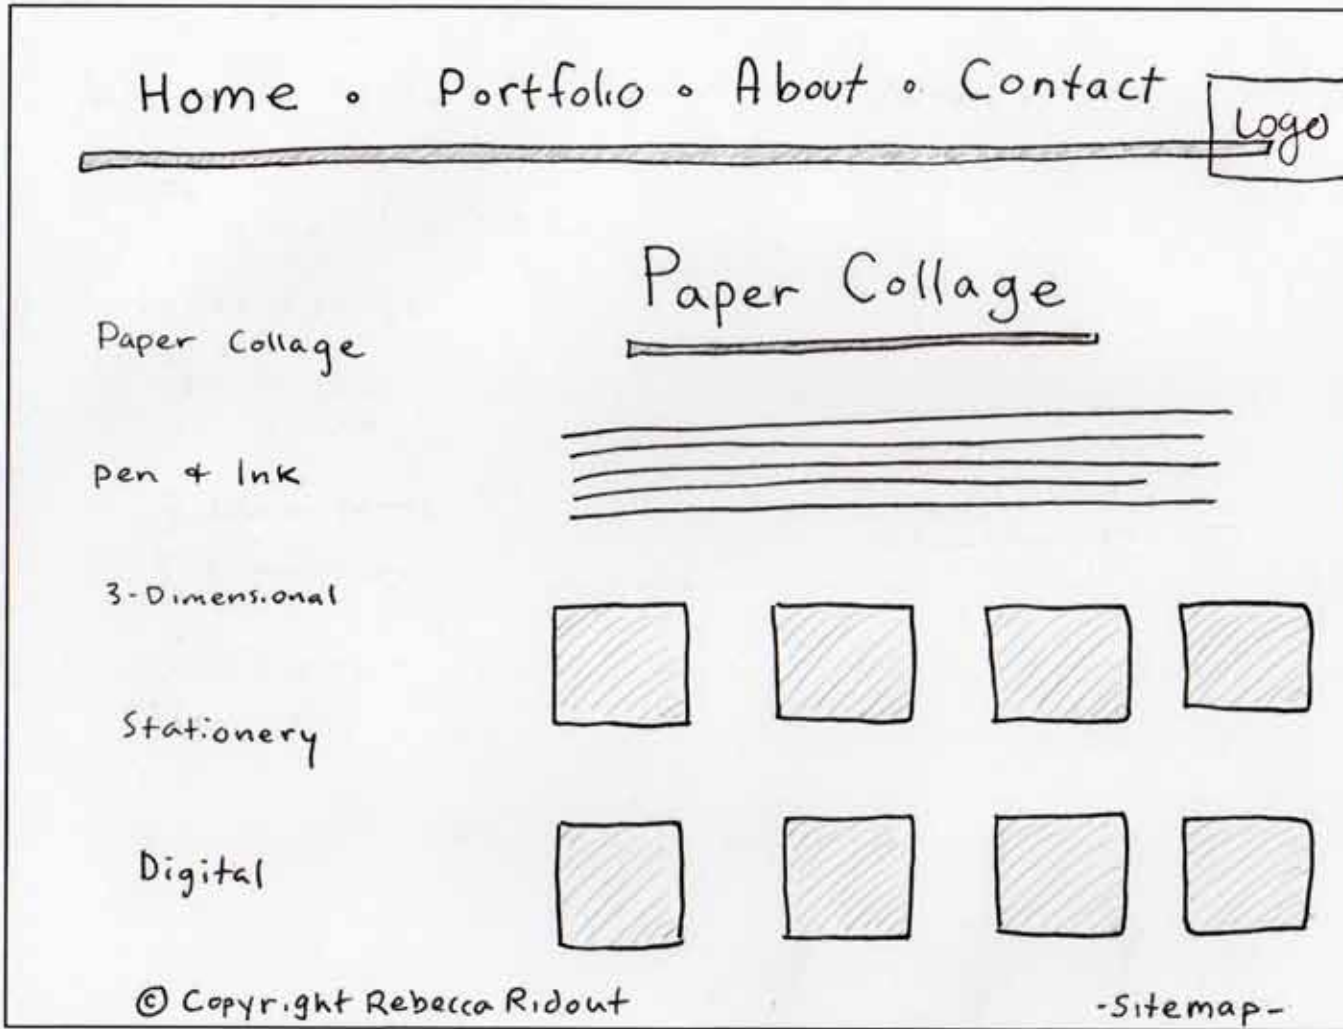 Home • Portfolio • About • Contact
Logo
Paper Collage
Paper Collage
Pen & Ink
3-Dimensional
Stationery
Digital
© Copyright Rebecca Ridout
-Sitemap-